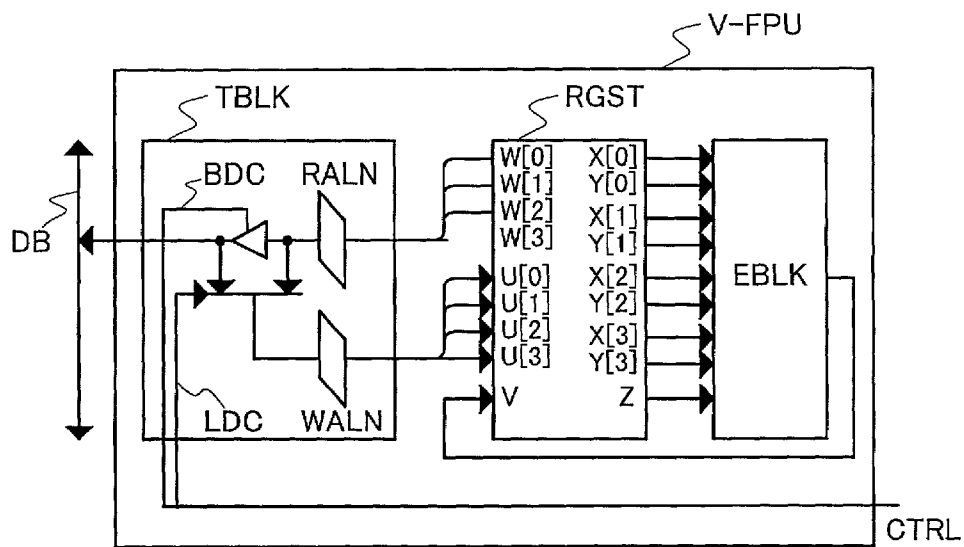 V-FPU
TBLK
RGST
BDC
RALN
DB
W[0]
W[1]
W[2]
W[3]
U[0]
U[1]
U[2]
U[3]
V
X[0]
Y[0]
X[1]
Y[1]
X[2]
Y[2]
X[3]
Y[3]
Z
EBLK
LDC
WALN
CTRL